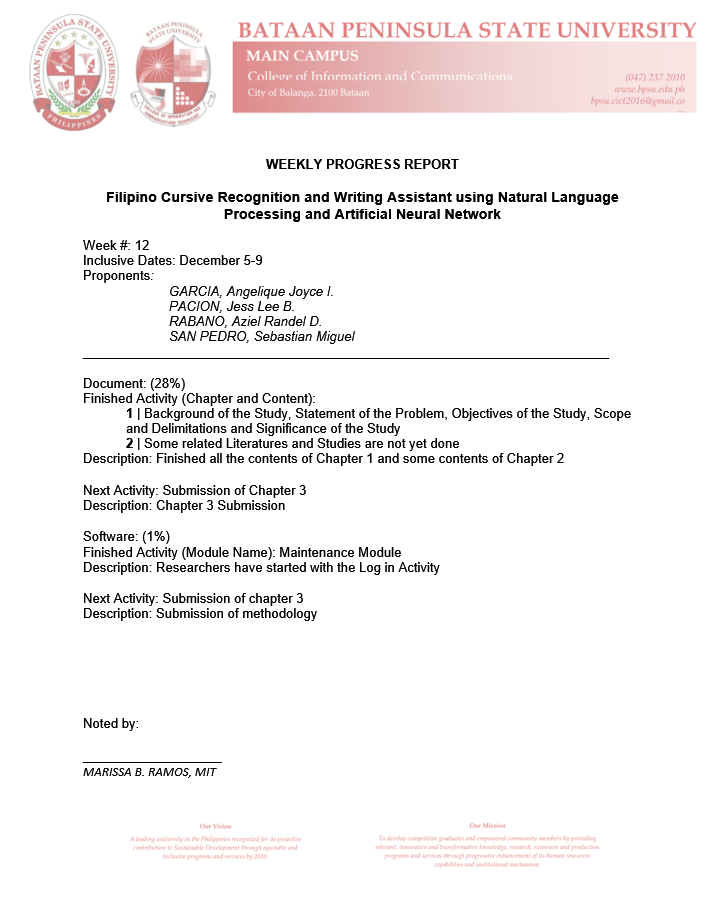 BATAAN PENINSULA STATE UNIVERSITY
MAIN CAMPUS
College of Information and Communications
City of Balanga, 2100 Bataan
(047) 237 2010
www.bpsu.edu.ph
bpsu.cict2016@gmail.co
BATAAN PENINSULA STATE UNIVERSITY
PHILIPPINES
BATAAN PENINSULA STATE UNIVERSITY
WEEKLY PROGRESS REPORT
Filipino Cursive Recognition and Writing Assistant using Natural Language
Processing and Artificial Neural Network
Week #: 12
Inclusive Dates: December 5-9
Proponents:
GARCIA, Angelique Joyce I.
PACION, Jess Lee B.
RABANO, Aziel Randel D.
SAN PEDRO, Sebastian Miguel
Document: (28%)
Finished Activity (Chapter and Content):
1 | Background of the Study, Statement of the Problem, Objectives of the Study, Scope
and Delimitations and Significance of the Study
2 | Some related Literatures and Studies are not yet done
Description: Finished all the contents of Chapter 1 and some contents of Chapter 2
Next Activity: Submission of Chapter 3
Description: Chapter 3 Submission
Software: (1%)
Finished Activity (Module Name): Maintenance Module
Description: Researchers have started with the Log in Activity
Next Activity: Submission of chapter 3
Description: Submission of methodology
Noted by:
MARISSA B. RAMOS, MIT
Our Vision
A leading university in the Philippines recognized for its proactive
contribution to Sustainable Development through equitable and
inclusive programs and services by 2030.
Our Mission
To develop competitive graduates and empowered community members by providing
relevant, innovative and transformative knowledge, research, extension and production
programs and services through progressive enhancement of its human resources
capabilities and institutional mechanism.